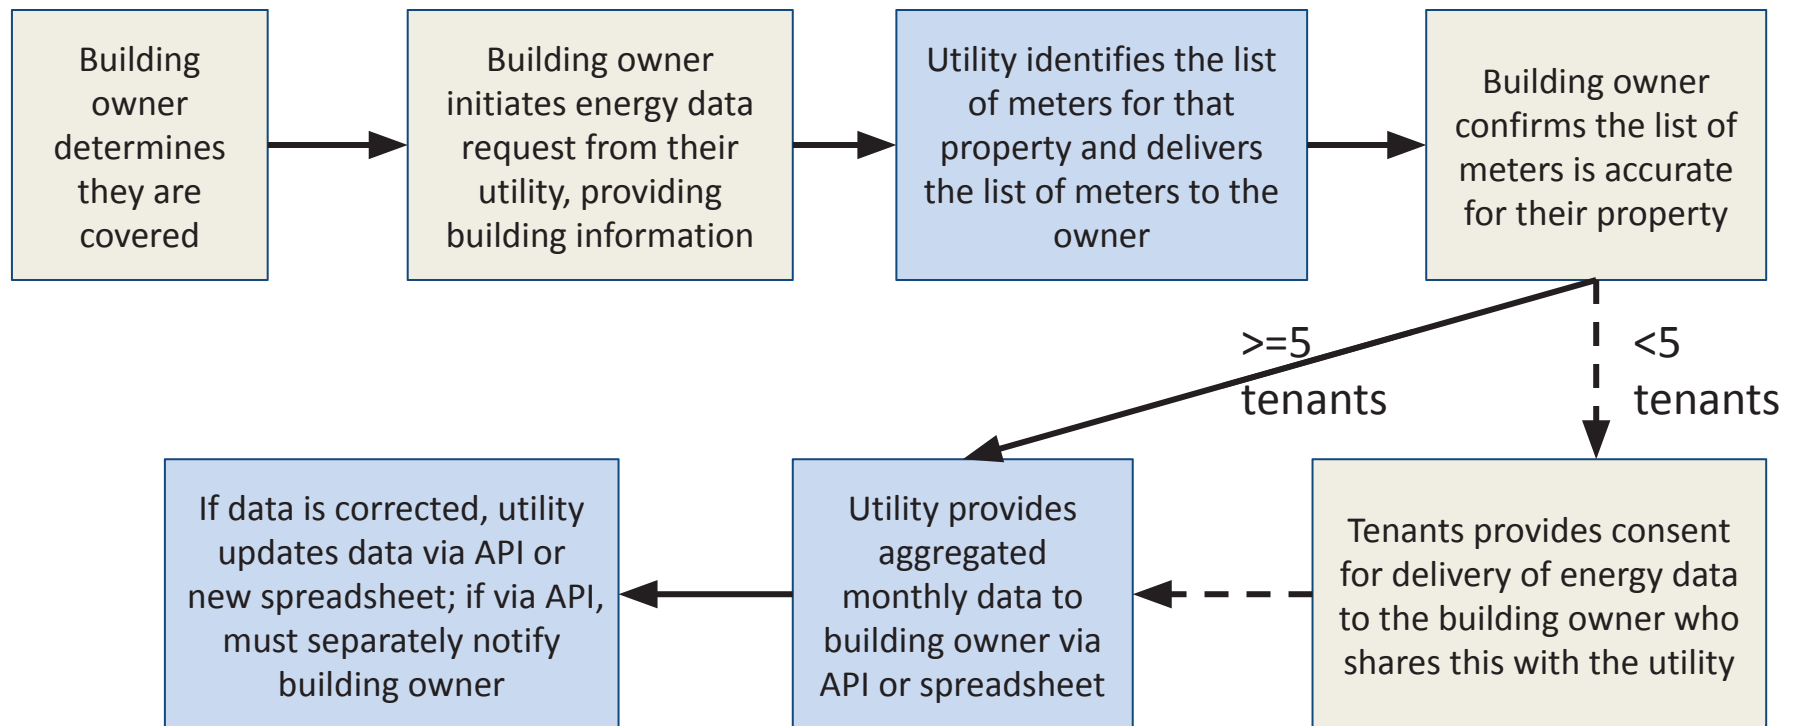 Building
owner
determines
they are
covered
Building owner
initiates energy data
request from their
utility, providing
building information
Utility identifies the list
of meters for that
property and delivers
the list of meters to the
owner
Building owner
confirms the list of
meters is accurate
for their property
>=5
tenants
<5
tenants
If data is corrected, utility
updates data via API or
new spreadsheet; if via API,
must separately notify
building owner
Utility provides
aggregated
monthly data to
building owner via
API or spreadsheet
Tenants provides consent
for delivery of energy data
to the building owner who
shares this with the utility